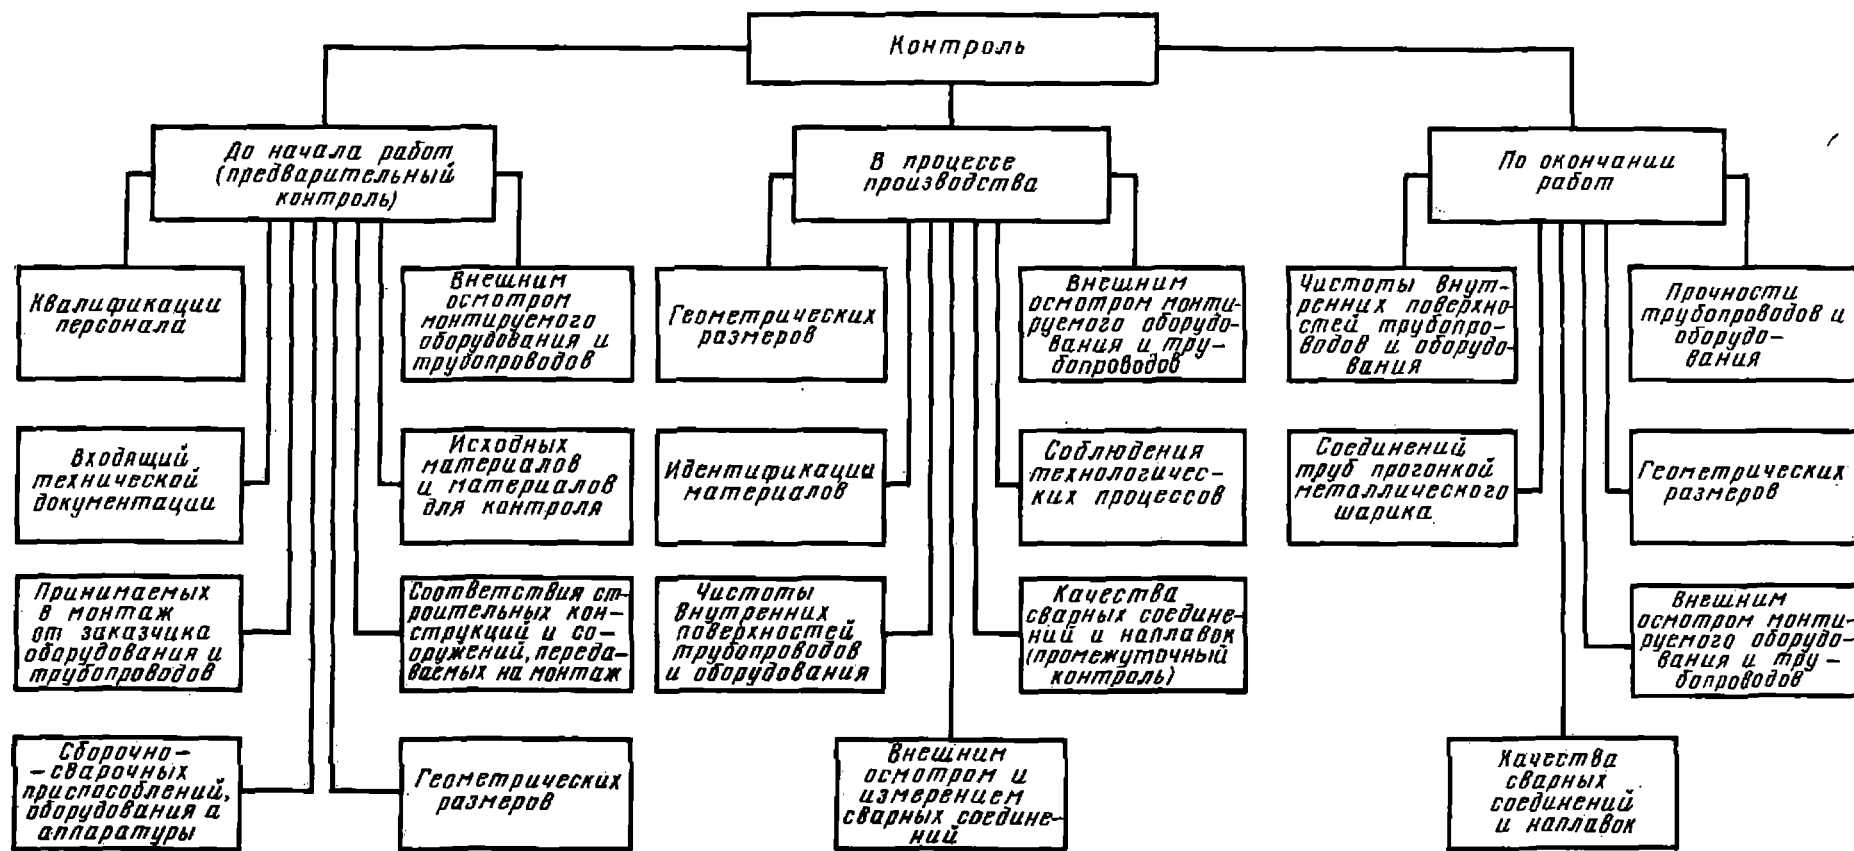 Контроль
До начала работ
(предварительный
контроль)
В процессе
производства
По окончании
работ
Квалификации
персонала
Внешним
осмотром
монтируемого
оборудования и
трубопроводов
Геометрических
размеров
Внешним
осмотром монти-
руемого оборудо-
вания и тру-
бопроводов
Чистоты внут-
ренних поверхно-
стей трубопро-
водов и оборудо-
вания
Прочности
трубопроводов и
оборудо-
вания
Входящий
технической
документации
Исходных
материалов
и материалов
для контроля
Идентификации
материалов
Соблюдения
технологичес-
ких процессов
Соединений
труб прогонкой
металлического
шарика
Геометрических
размеров
Принимаемых
в монтаж
от заказчика
оборудования и
трубопроводов
Соответствия ст-
роительных кон-
струкций и со-
оружений, переда-
ваемых на монтаж
Чистоты
внутренних
поверхностей
трубопроводов
и оборудования
Качества
сварных соедине-
ний и наплавок
(промежуточный
контроль)
Внешним
осмотром монти-
руемого оборудо-
вания и тру-
бопроводов
Сборочно-
-сварочных
приспособлений,
оборудования а
аппаратуры
Геометрических
размеров
Внешним
осмотром и
измерением
сварных соедине-
ний
Качества
сварных
соединений
и наплавок